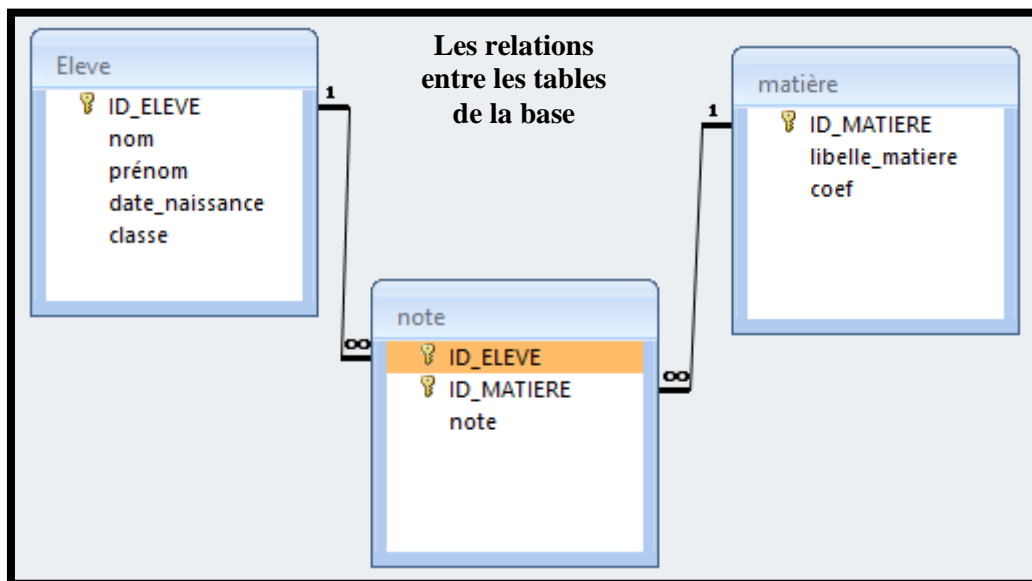 Les relations
entre les tables
de la base
Eleve
ID_ELEVE
nom
prénom
date_naissance
classe
1
∞
matière
ID_MATIERE
libelle_matiere
coef
1
∞
note
ID_ELEVE
ID_MATIERE
note